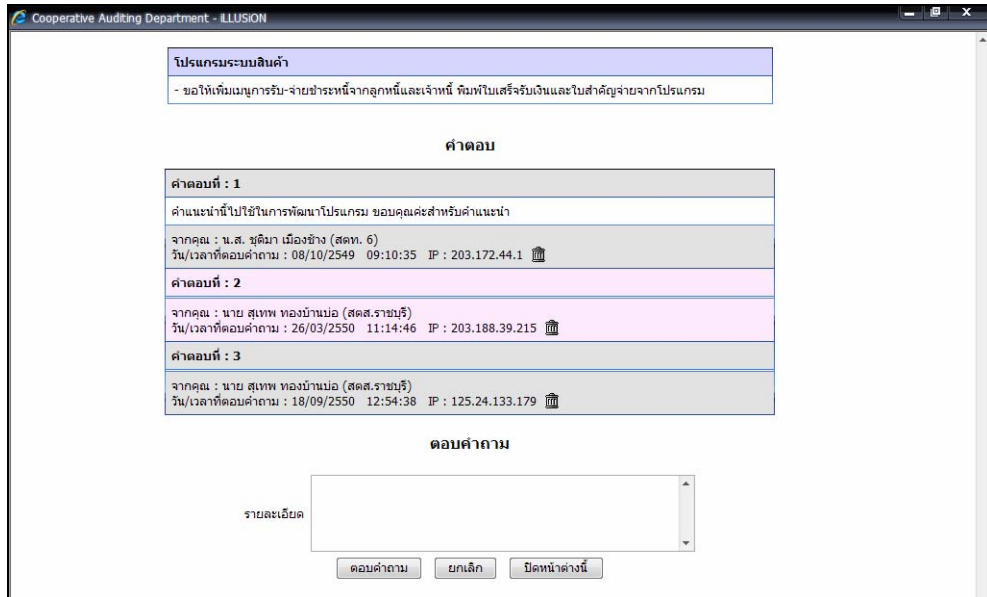 Cooperative Auditing Department - iLLUSiON
โปรแกรมระบบสินค้า
- ขอให้เพิ่มเมนูการรับ-จ่ายชำระหนี้จากลูกหนี้และเจ้าหนี้ พิมพ์ใบเสร็จรับเงินและใบสำคัญจ่ายจากโปรแกรม
คำตอบ
คำตอบที่ : 1
คำแนะนำนี้ไปใช้ในการพัฒนาโปรแกรม ขอบคุณค่ะสำหรับคำแนะนำ
จากคุณ : น.ส. ชุติมา เมืองช้าง (สตท. 6)
วัน/เวลาที่ตอบคำถาม : 08/10/2549 09:10:35 IP : 203.172.44.1
คำตอบที่ : 2
จากคุณ : นาย สุเทพ ทองบ้านบ่อ (สตส.ราชบุรี)
วัน/เวลาที่ตอบคำถาม : 26/03/2550 11:14:46 IP : 203.188.39.215
คำตอบที่ : 3
จากคุณ : นาย สุเทพ ทองบ้านบ่อ (สตส.ราชบุรี)
วัน/เวลาที่ตอบคำถาม : 18/09/2550 12:54:38 IP : 125.24.133.179
ตอบคำถาม
รายละเอียด
ตอบคำถาม ยกเลิก ปิดหน้าต่างนี้